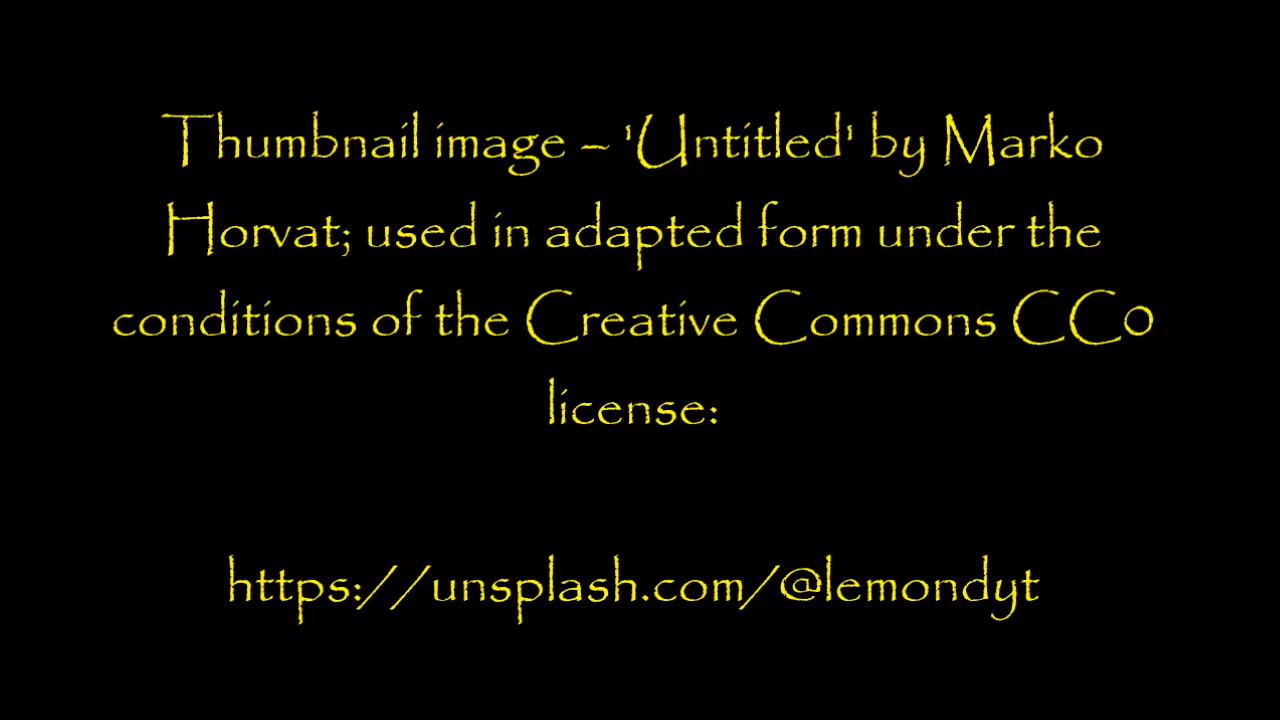 Thumbnail image – 'Untitled' by Marko
Horvat; used in adapted form under the
conditions of the Creative Commons CC0
license:
https://unsplash.com/@lemondyt